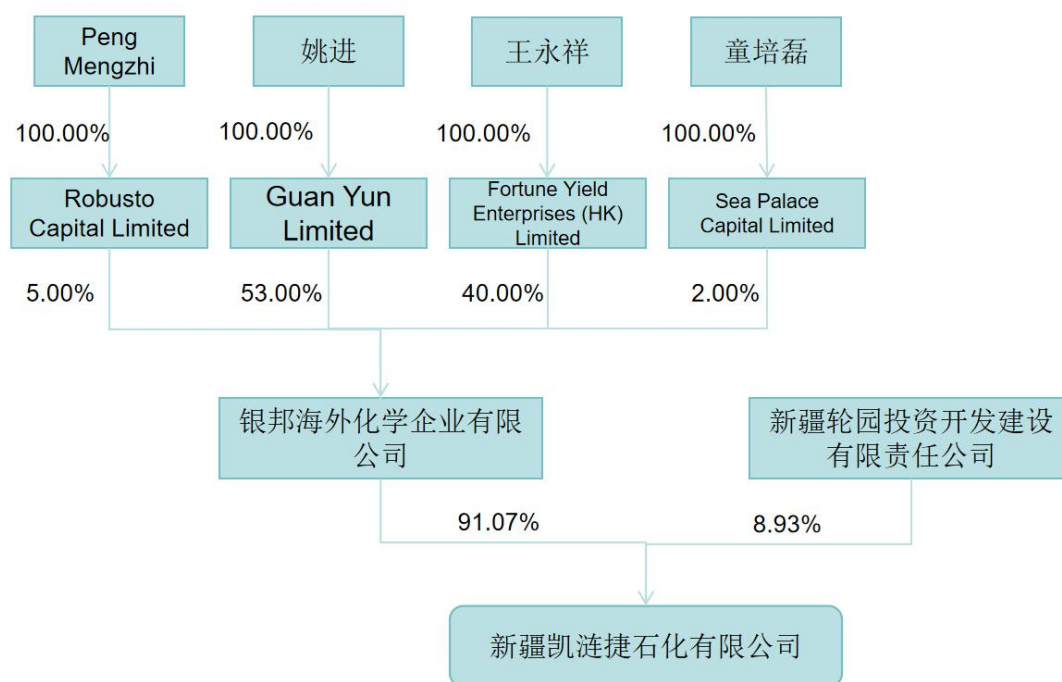 Peng
Mengzhi
姚进
王永祥
童培磊
100.00%
100.00%
100.00%
100.00%
Robusto
Capital Limited
Guan Yun
Limited
Fortune Yield
Enterprises (HK)
Limited
Sea Palace
Capital Limited
5.00%
53.00%
40.00%
2.00%
银邦海外化学企业有限
公司
新疆轮园投资开发建设
有限责任公司
91.07%
8.93%
新疆凯涟捷石化有限公司